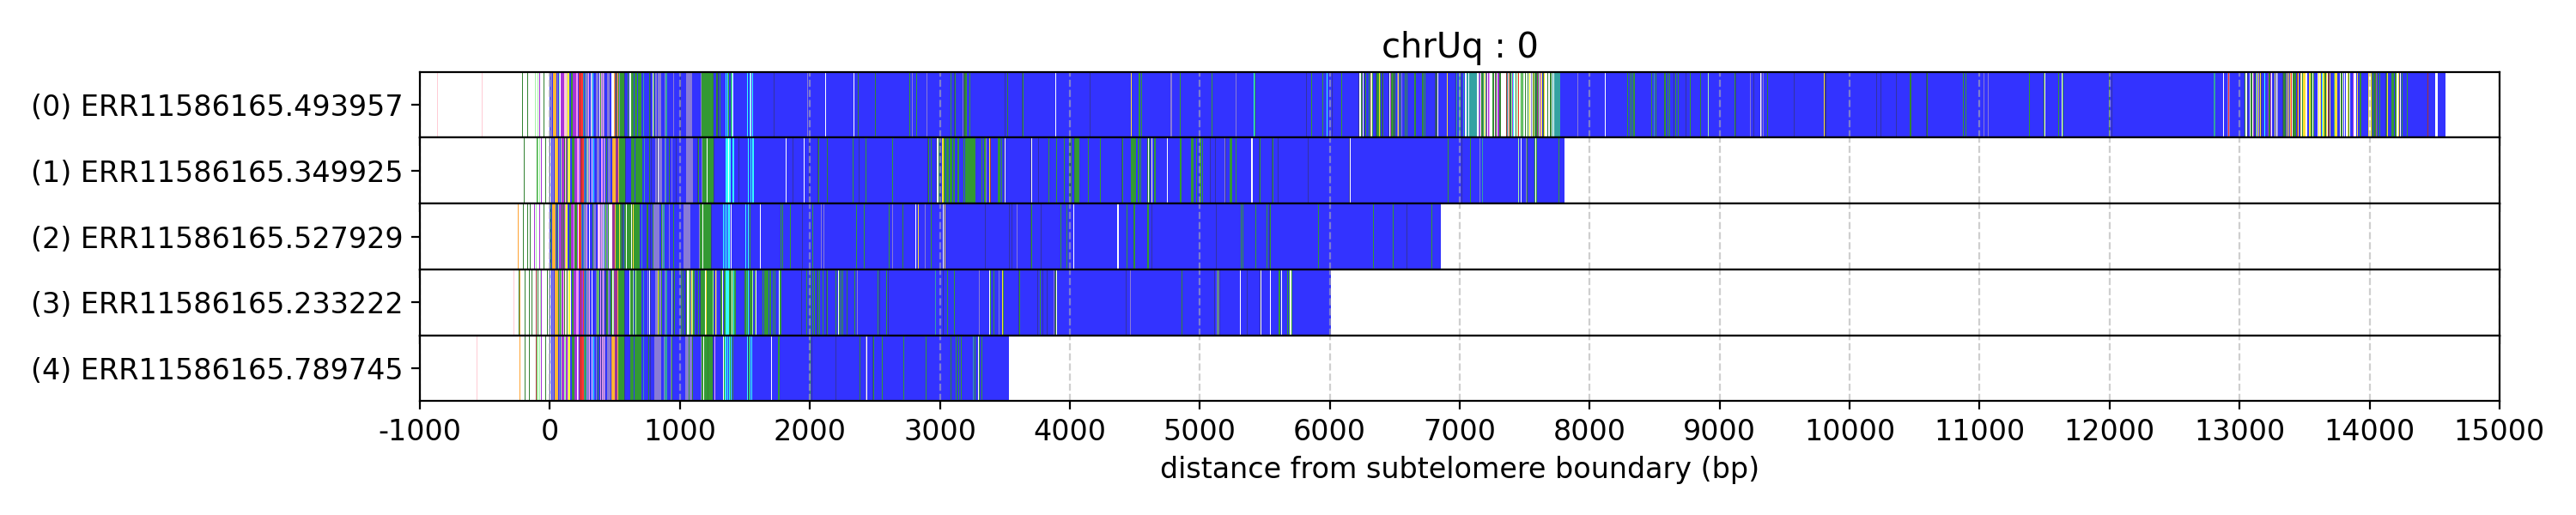 chrUq : 0
(0) ERR11586165.493957
(1) ERR11586165.349925
(2) ERR11586165.527929
(3) ERR11586165.233222
(4) ERR11586165.789745
-1000 0 1000 2000 3000 4000 5000 6000 7000 8000 9000 10000 11000 12000 13000 14000 15000
distance from subtelomere boundary (bp)